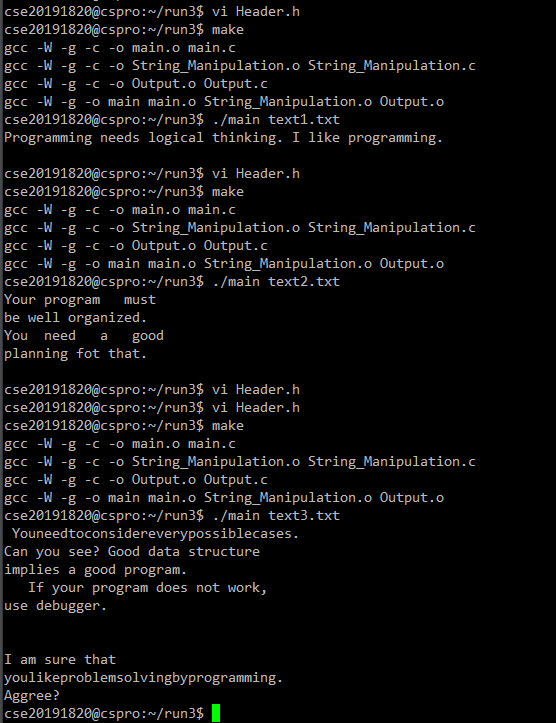 cse20191820@cspro:~/run3$ vi Header.h
cse20191820@cspro:~/run3$ make
gcc -W -g -c -o main.o main.c
gcc -W -g -c -o String_Manipulation.o String_Manipulation.c
gcc -W -g -c -o Output.o Output.c
gcc -W -g -o main main.o String_Manipulation.o Output.o
cse20191820@cspro:~/run3$ ./main text1.txt
Programming needs logical thinking. I like programming.

cse20191820@cspro:~/run3$ vi Header.h
cse20191820@cspro:~/run3$ make
gcc -W -g -c -o main.o main.c
gcc -W -g -c -o String_Manipulation.o String_Manipulation.c
gcc -W -g -c -o Output.o Output.c
gcc -W -g -o main main.o String_Manipulation.o Output.o
cse20191820@cspro:~/run3$ ./main text2.txt
Your program   must
be well organized.
You  need   a   good
planning fot that.

cse20191820@cspro:~/run3$ vi Header.h
cse20191820@cspro:~/run3$ vi Header.h
cse20191820@cspro:~/run3$ make
gcc -W -g -c -o main.o main.c
gcc -W -g -c -o String_Manipulation.o String_Manipulation.c
gcc -W -g -c -o Output.o Output.c
gcc -W -g -o main main.o String_Manipulation.o Output.o
cse20191820@cspro:~/run3$ ./main text3.txt
 Youneedtoconsidereverypossiblecases.
Can you see? Good data structure
implies a good program.
   If your program does not work,
use debugger.


I am sure that
youlikeproblemsolvingbyprogramming.
Aggree?
cse20191820@cspro:~/run3$